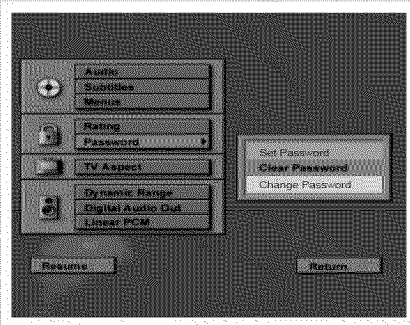 Audio
Subtitles
Menus
Rating
Password
TV Aspect
Dynamic Range
Digital Audio Out
Linear PCM
Set Password
Clear Password
Change Password
Resume
Return